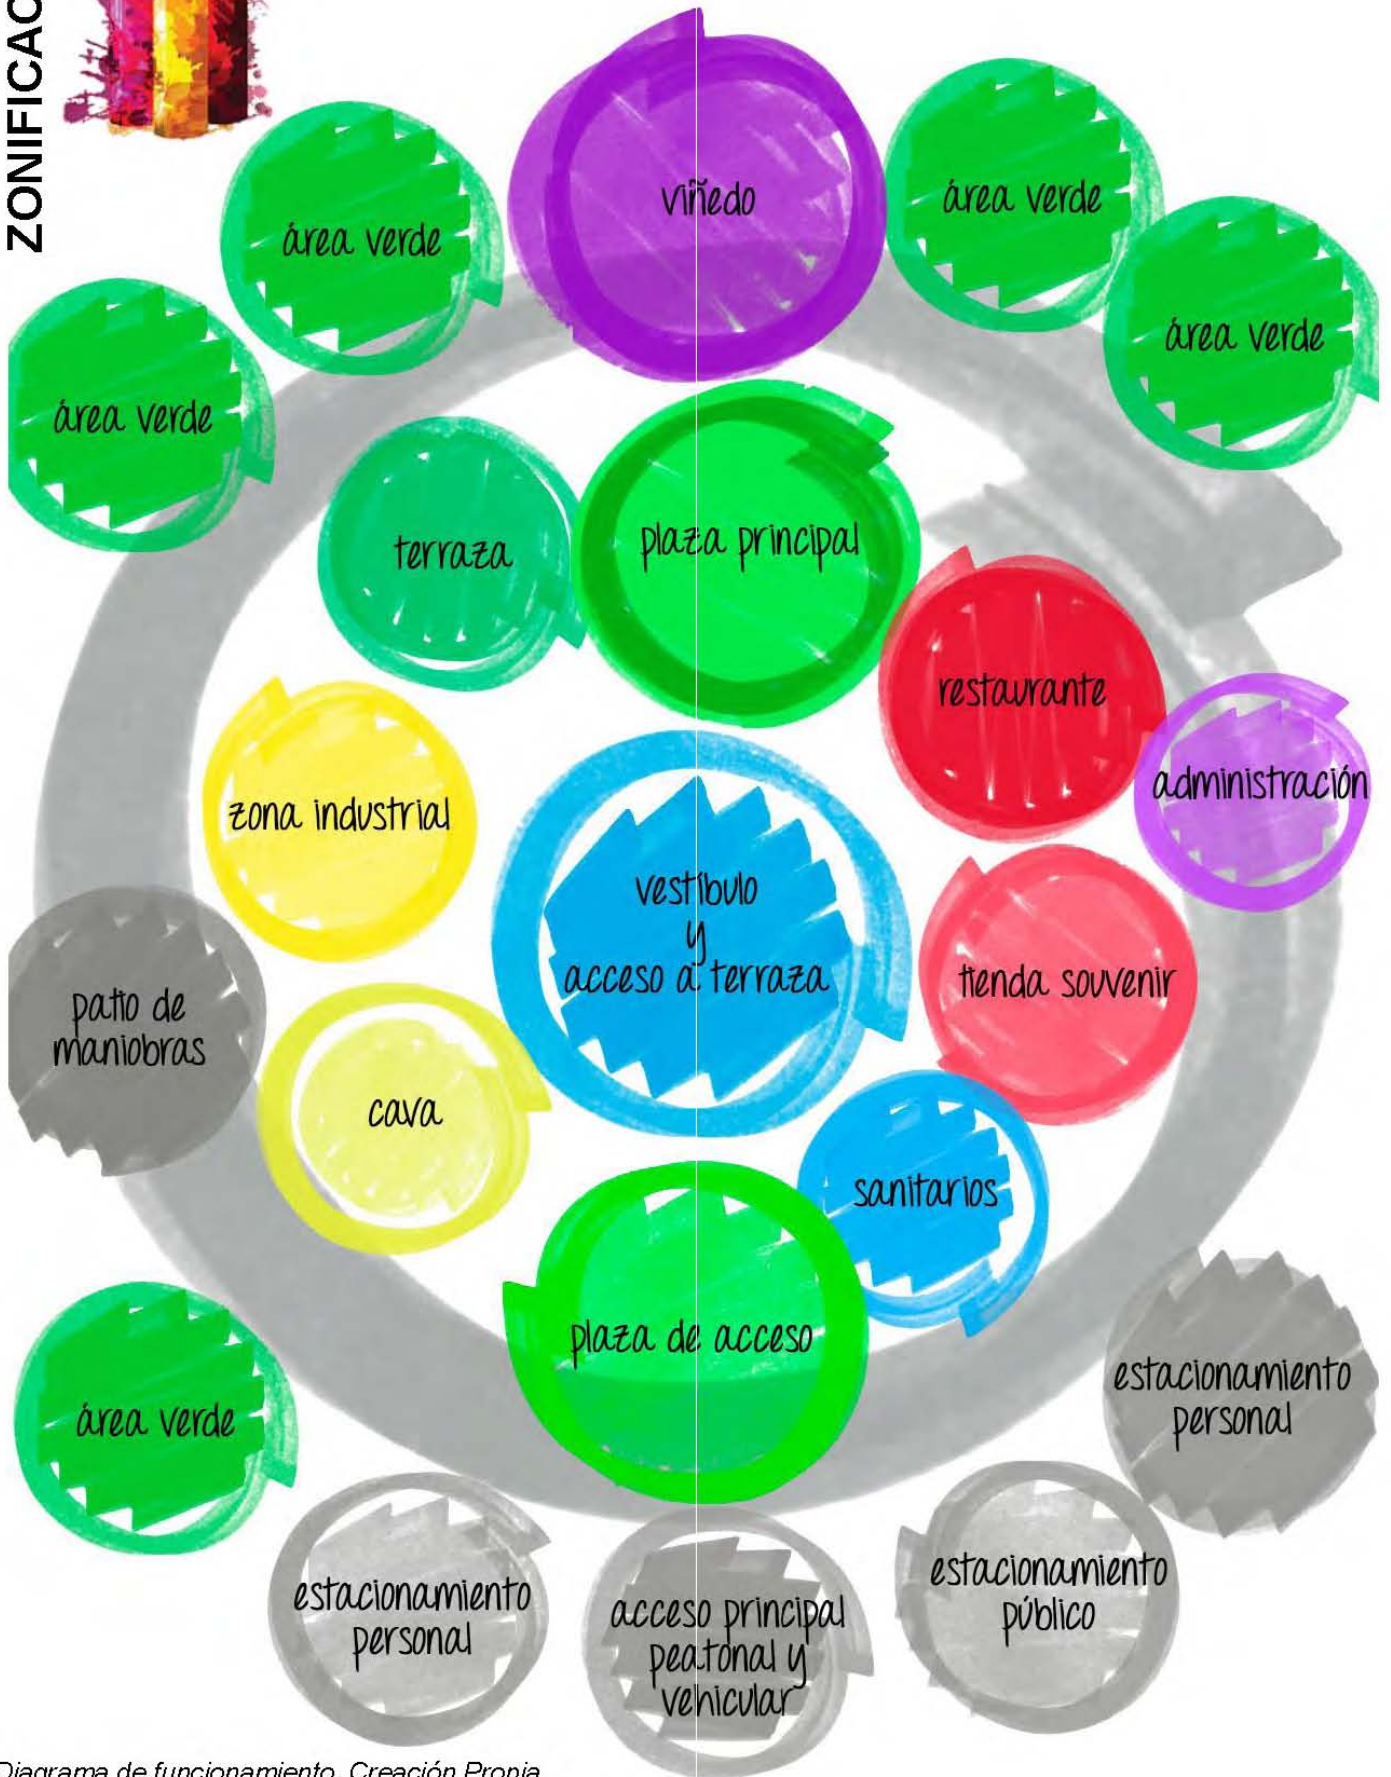 ZONIFICAC
viñedo
área verde
área verde
área verde
área verde
terraza
plaza principal
restaurante
administración
zona industrial
vestíbulo
y
acceso a terraza
tienda souvenir
patio de
maniobras
cava
sanitarios
plaza de acceso
área verde
estacionamiento
personal
estacionamiento
personal
acceso principal
peatonal y
vehicular
estacionamiento
público
Diagrama de funcionamiento. Creación Propia